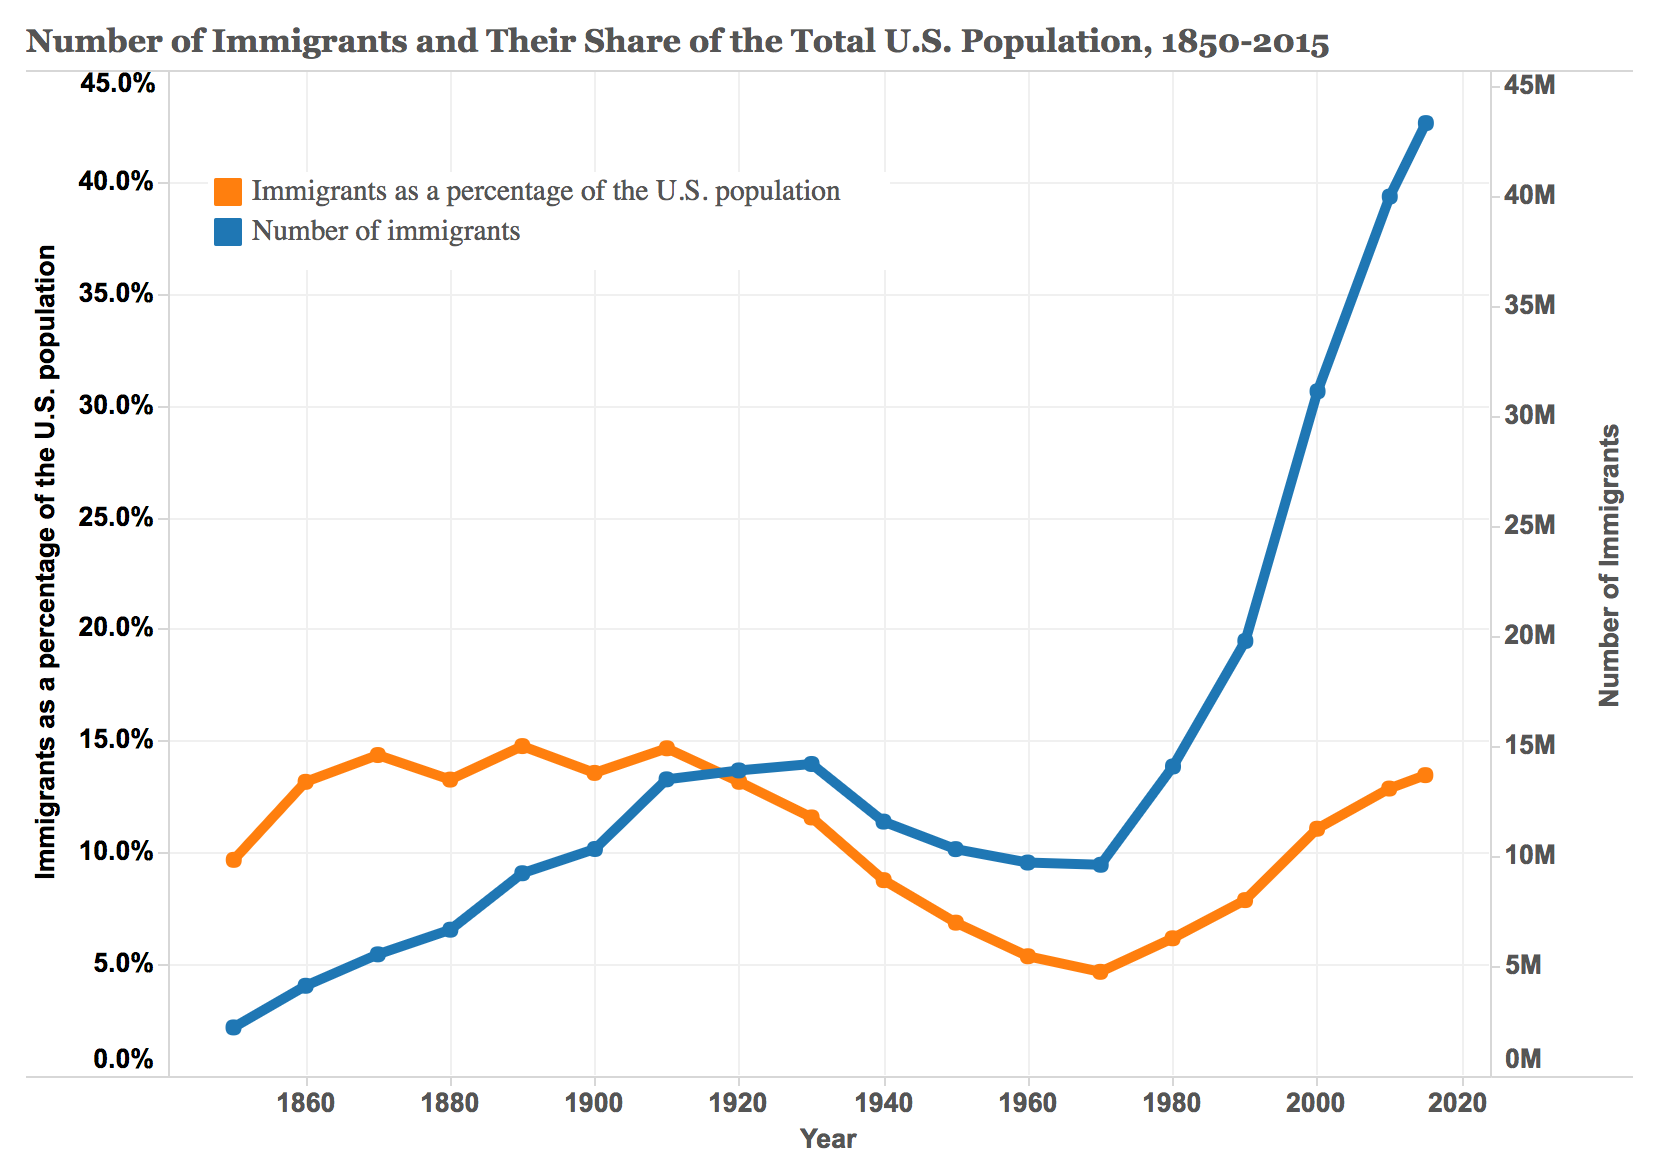 Number of Immigrants and Their Share of the Total U.S. Population, 1850-2015
45.0%
40.0%
35.0%
30.0%
25.0%
20.0%
15.0%
10.0%
5.0%
0.0%
Immigrants as a percentage of the U.S. population
Immigrants as a percentage of the U.S. population
Number of immigrants
45M
40M
35M
30M
25M
20M
15M
10M
5M
0M
Number of Immigrants
1860 1880 1900 1920 1940 1960 1980 2000 2020
Year